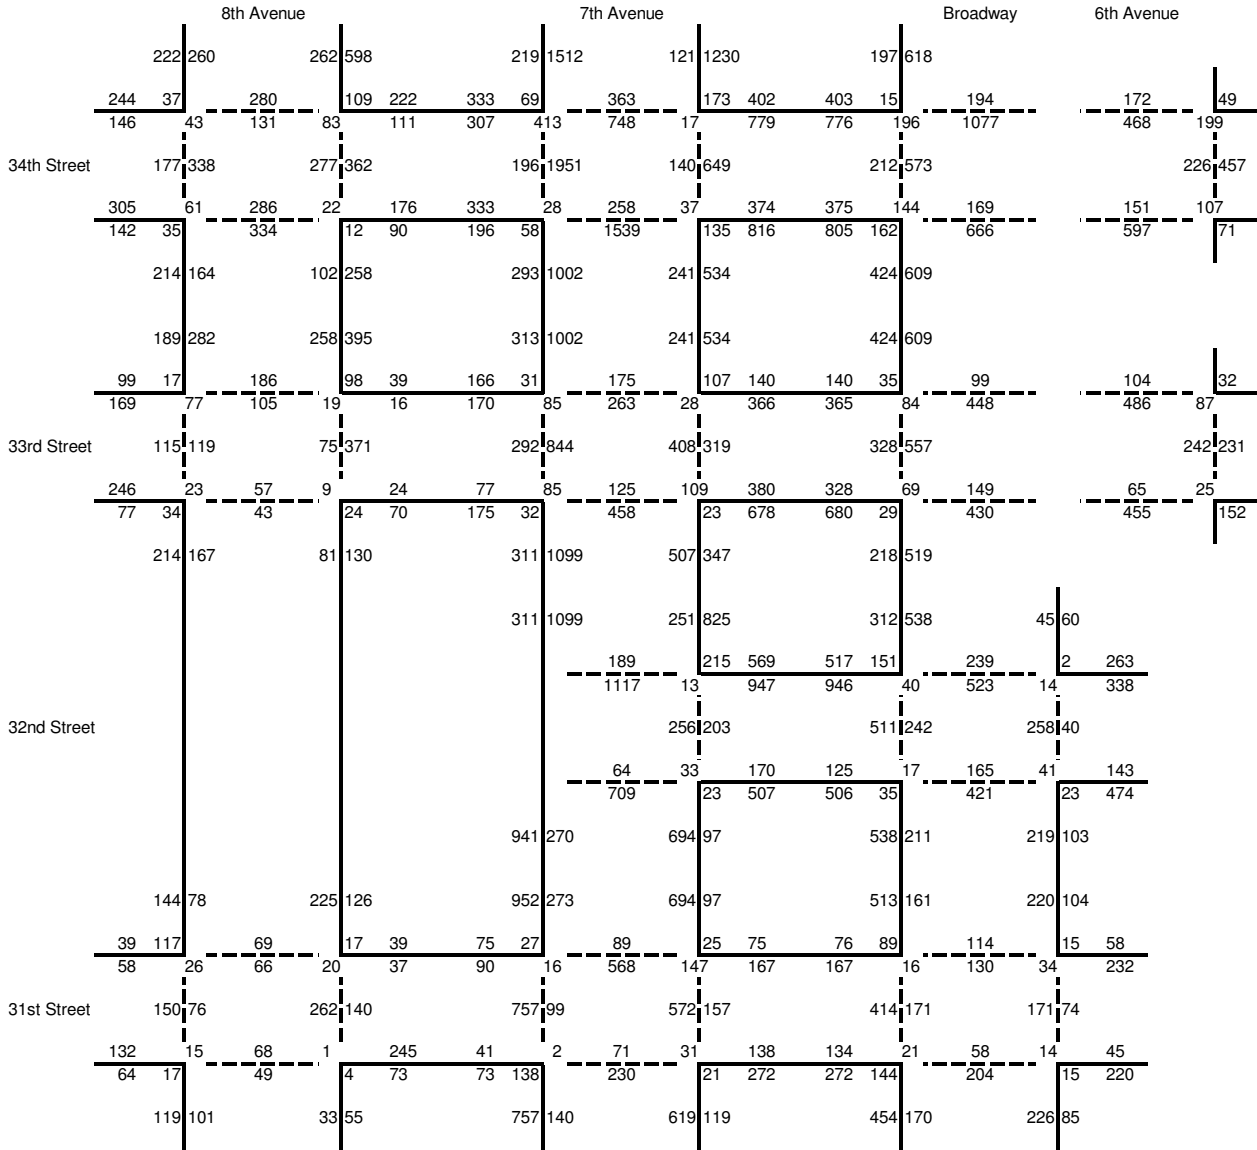 8th Avenue 7th Avenue Broadway 6th Avenue
222 260 262 598 219 1512 121 1230 197 618
244 37 280 109 222 333 69 363 173 402 403 15 194 172 49
146 43 131 83 111 307 413 748 17 779 776 196 1077 468 199
34th Street 177 338 277 362 196 1951 140 649 212 573 226 457
305 61 286 22 176 333 28 258 37 374 375 144 169 151 107
142 35 334 12 90 196 58 1539 135 816 805 162 666 597 71
214 164 102 258 293 1002 241 534 424 609
189 282 258 395 313 1002 241 534 424 609
99 17 186 98 39 166 31 175 107 140 140 35 99 104 32
169 77 105 19 16 170 85 263 28 366 365 84 448 486 87
33rd Street 115 119 75 371 292 844 408 319 328 557 242 231
246 23 57 9 24 77 85 125 109 380 328 69 149 65 25
77 34 43 24 70 175 32 458 23 678 680 29 430 455 152
214 167 81 130 311 1099 507 347 218 519
311 1099 251 825 312 538 45 60
189 215 569 517 151 239 2 263
1117 13 947 946 40 523 14 338
32nd Street 256 203 511 242 258 40
64 33 170 125 17 165 41 143
709 23 507 506 35 421 23 474
941 270 694 97 538 211 219 103
144 78 225 126 952 273 694 97 513 161 220 104
39 117 69 17 39 75 27 89 25 75 76 89 114 15 58
58 26 66 20 37 90 16 568 147 167 167 16 130 34 232
31st Street 150 76 262 140 757 99 572 157 414 171 171 74
132 15 68 1 245 41 2 71 31 138 134 21 58 14 45
64 17 49 4 73 73 138 230 21 272 272 144 204 15 220
119 101 33 55 757 140 619 119 454 170 226 85